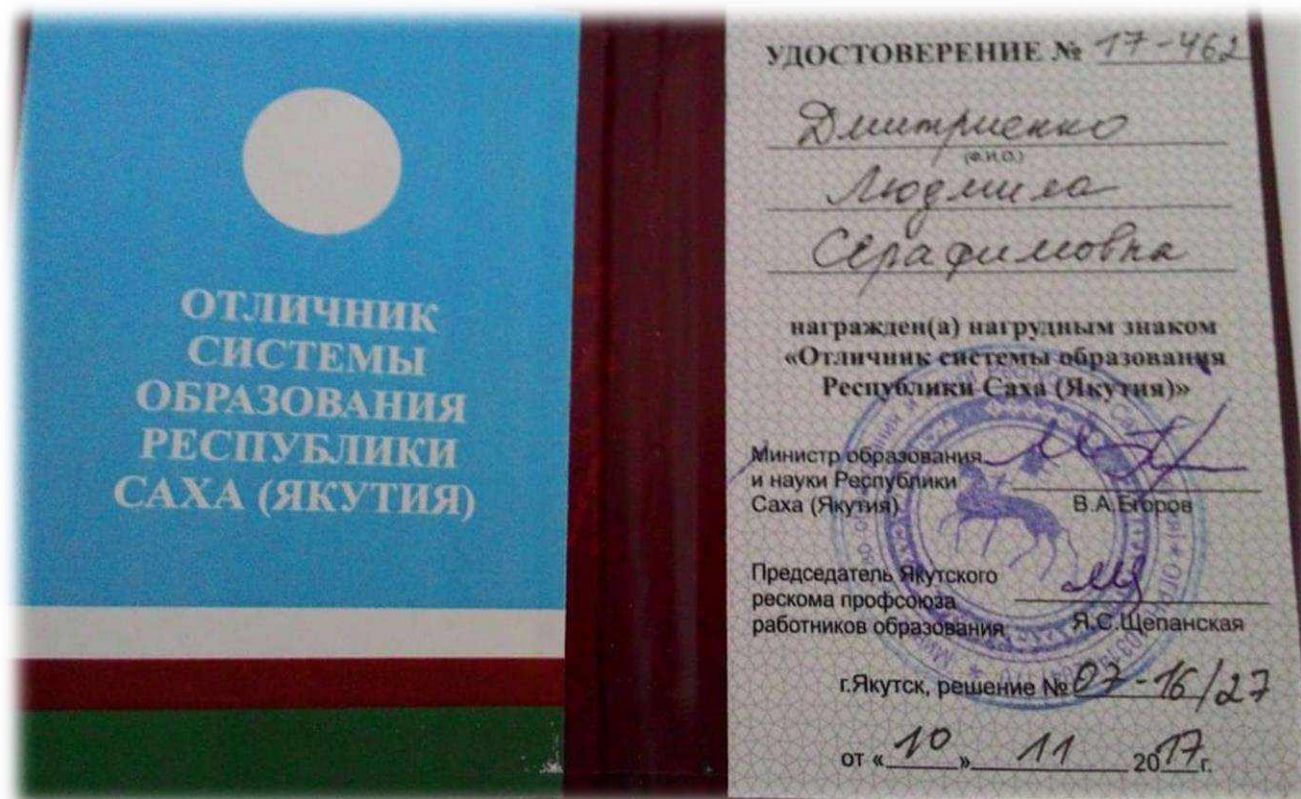 ОТЛИЧНИК
СИСТЕМЫ
ОБРАЗОВАНИЯ
РЕСПУБЛИКИ
САХА (ЯКУТИЯ)
УДОСТОВЕРЕНИЕ № 17-462
Дмитриенко
(Ф.И.О.)
Людмила
Серафимовна
награжден(а) нагрудным знаком
«Отличник системы образования
Республики Саха (Якутия)»
Министр образования
и науки Республики
Саха (Якутия)
В.А.Егоров
Председатель Якутского
рескома профсоюза
работников образования
Я.С.Щепанская
г.Якутск, решение № 07-16/27
от «10» 11 2017г.